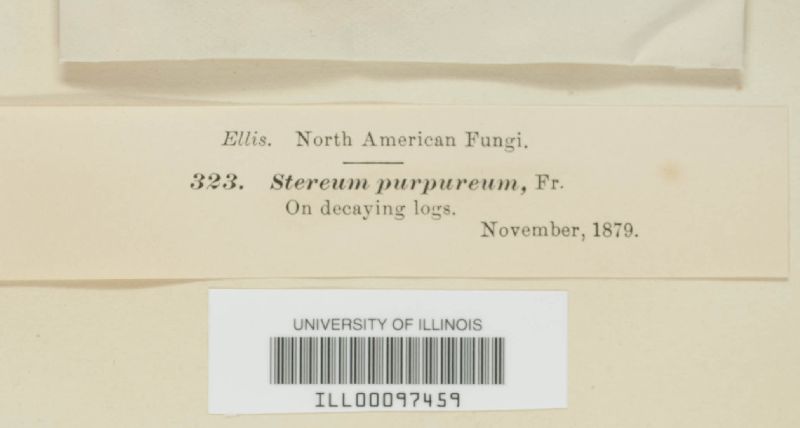 Ellis. North American Fungi.
323. Stereum purpureum, Fr.
On decaying logs.
November, 1879.
UNIVERSITY OF ILLINOIS
ILL00097459